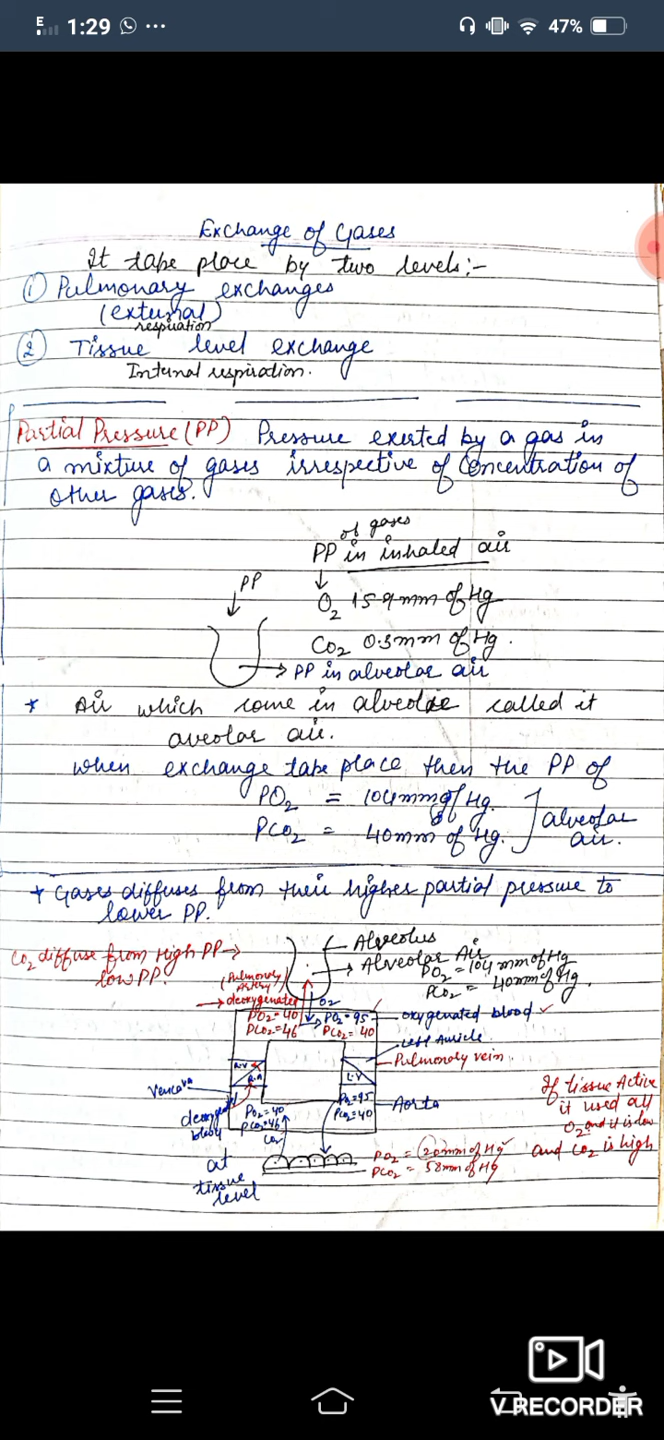 E
1:29
47%
Exchange of Gases
It take place by two levels:-
① Pulmonary exchanges
(external)
respiration
② Tissue level exchange
Internal respiration.
Partial Pressure (PP) Pressure exerted by a gas in
a mixture of gases irrespective of Concentration of
other gases.
of gases
PP in inhaled air
PP
O₂ 159mm of Hg
CO₂ 0.3mm of Hg.
PP in alveolar air
* Air which come in alveolie called it
aveolar air.
when exchange take place then the PP of
PO₂ = 104mm of Hg.
PCO₂ = 40mm of Hg.
alveolar
air.
* Gases diffuses from their higher partial pressure to
lower PP.
CO₂ diffuse from High PP→
low PP.
Alveolus
Alveolar Air
PO₂ = 104 mm of Hg
PCO₂ = 40mm of Hg.
(Pulmonary
Artery)
→deoxygenated
O₂
PO₂=40
PCO₂=46
PO₂=95
PCO₂=40
oxygenated blood ✓
Left Auricle
Pulmonoly vein.
R.V
R.A
L.V
Vencava
deoxgenated
blood
PO₂=40
PCO₂=46
CO₂
PO₂=95
PCO₂=40
Aorta
If tissue Active
it used all
O₂ and it is low
and CO₂ is high
at
tissue
level
PO₂ = 20mm of Hg
PCO₂ = 58mm of Hg
V.RECORDER